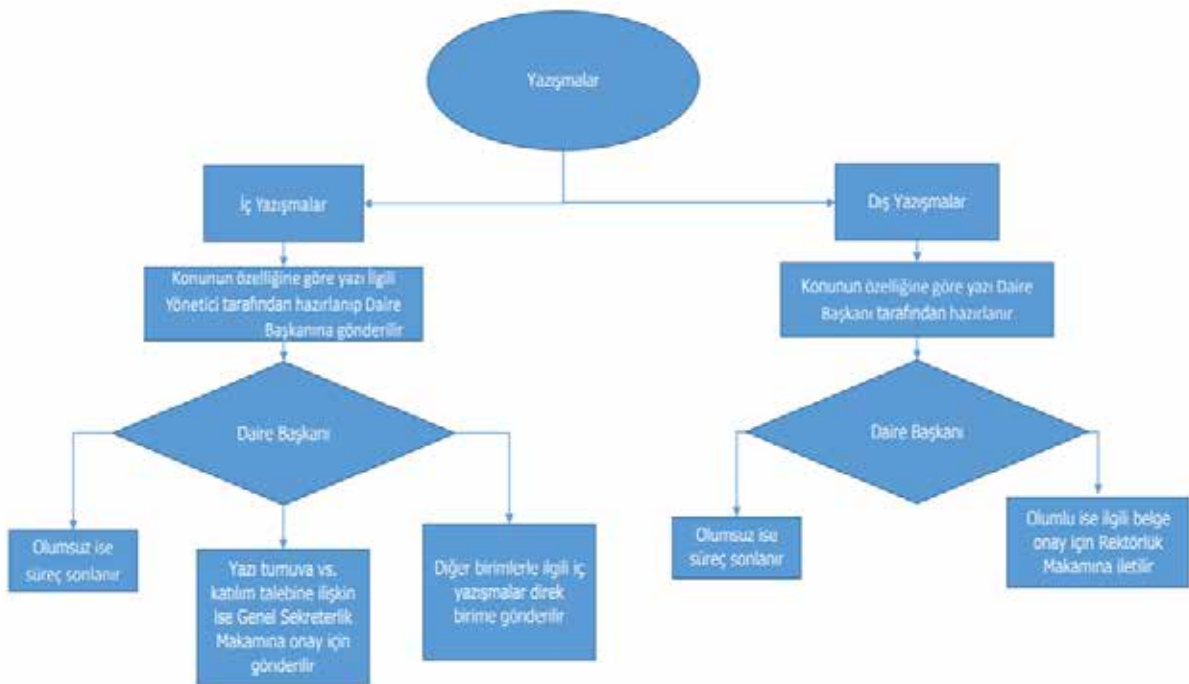 Yazışmalar
İç Yazışmalar
Dış Yazışmalar
Konunun özelliğine göre yazı İlgili
Yönetici tarafından hazırlanıp Daire
Başkanına gönderilir
Konunun özelliğine göre yazı Daire
Başkanı tarafından hazırlanır
Daire Başkanı
Daire Başkanı
Olumsuz ise
süreç sonlanır
Yazı turnuva vs.
katılım talebine ilişkin
ise Genel Sekreterlik
Makamına onay için
gönderilir
Diğer birimlerle ilgili iç
yazışmalar direk
birime gönderilir
Olumsuz ise
süreç sonlanır
Olumlu ise ilgili belge
onay için Rektörlük
Makamına iletilir